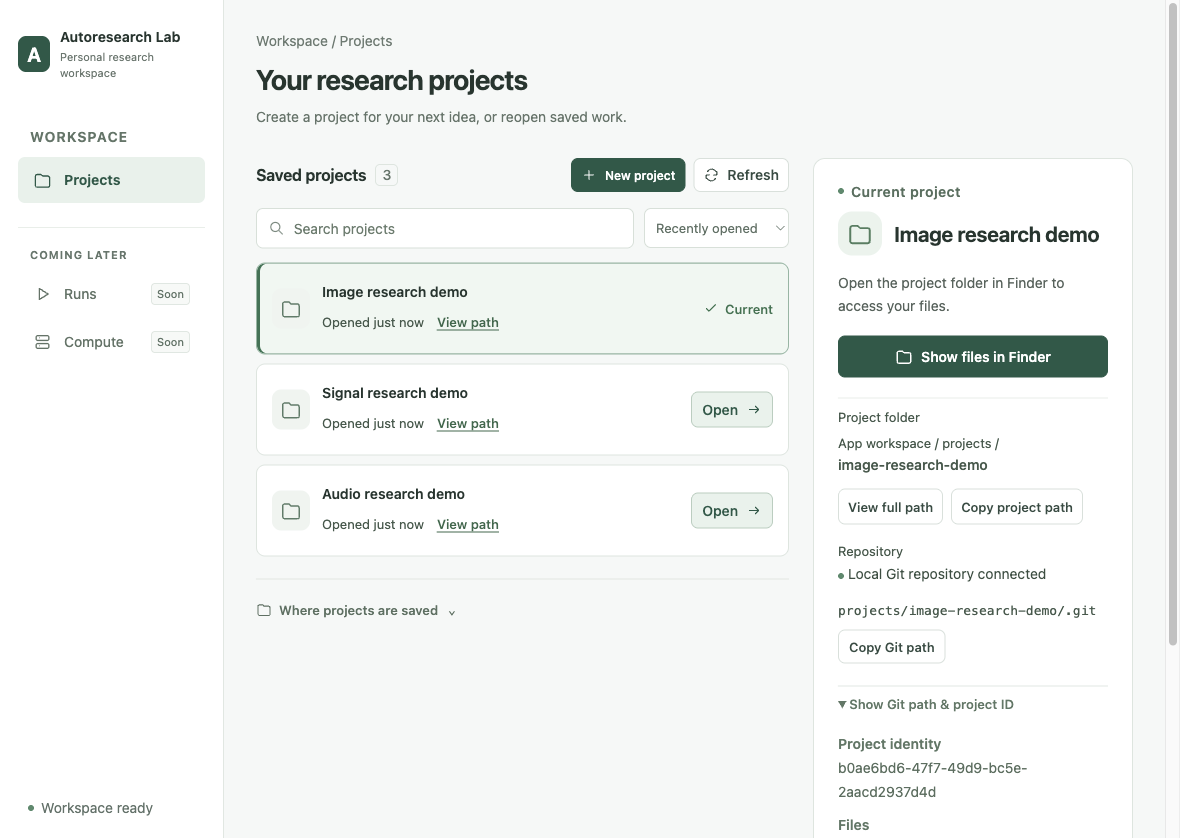 A
Autoresearch Lab
Personal research
workspace
WORKSPACE
Projects
COMING LATER
Runs Soon
Compute Soon
Workspace ready
Workspace / Projects
Your research projects
Create a project for your next idea, or reopen saved work.
Saved projects 3
New project
Refresh
Search projects
Recently opened
Image research demo
Opened just now View path
Current
Signal research demo
Opened just now View path
Open
Audio research demo
Opened just now View path
Open
Where projects are saved
Current project
Image research demo
Open the project folder in Finder to
access your files.
Show files in Finder
Project folder
App workspace / projects /
image-research-demo
View full path Copy project path
Repository
Local Git repository connected
projects/image-research-demo/.git
Copy Git path
Show Git path & project ID
Project identity
b0ae6bd6-47f7-49d9-bc5e-
2aacd2937d4d
Files